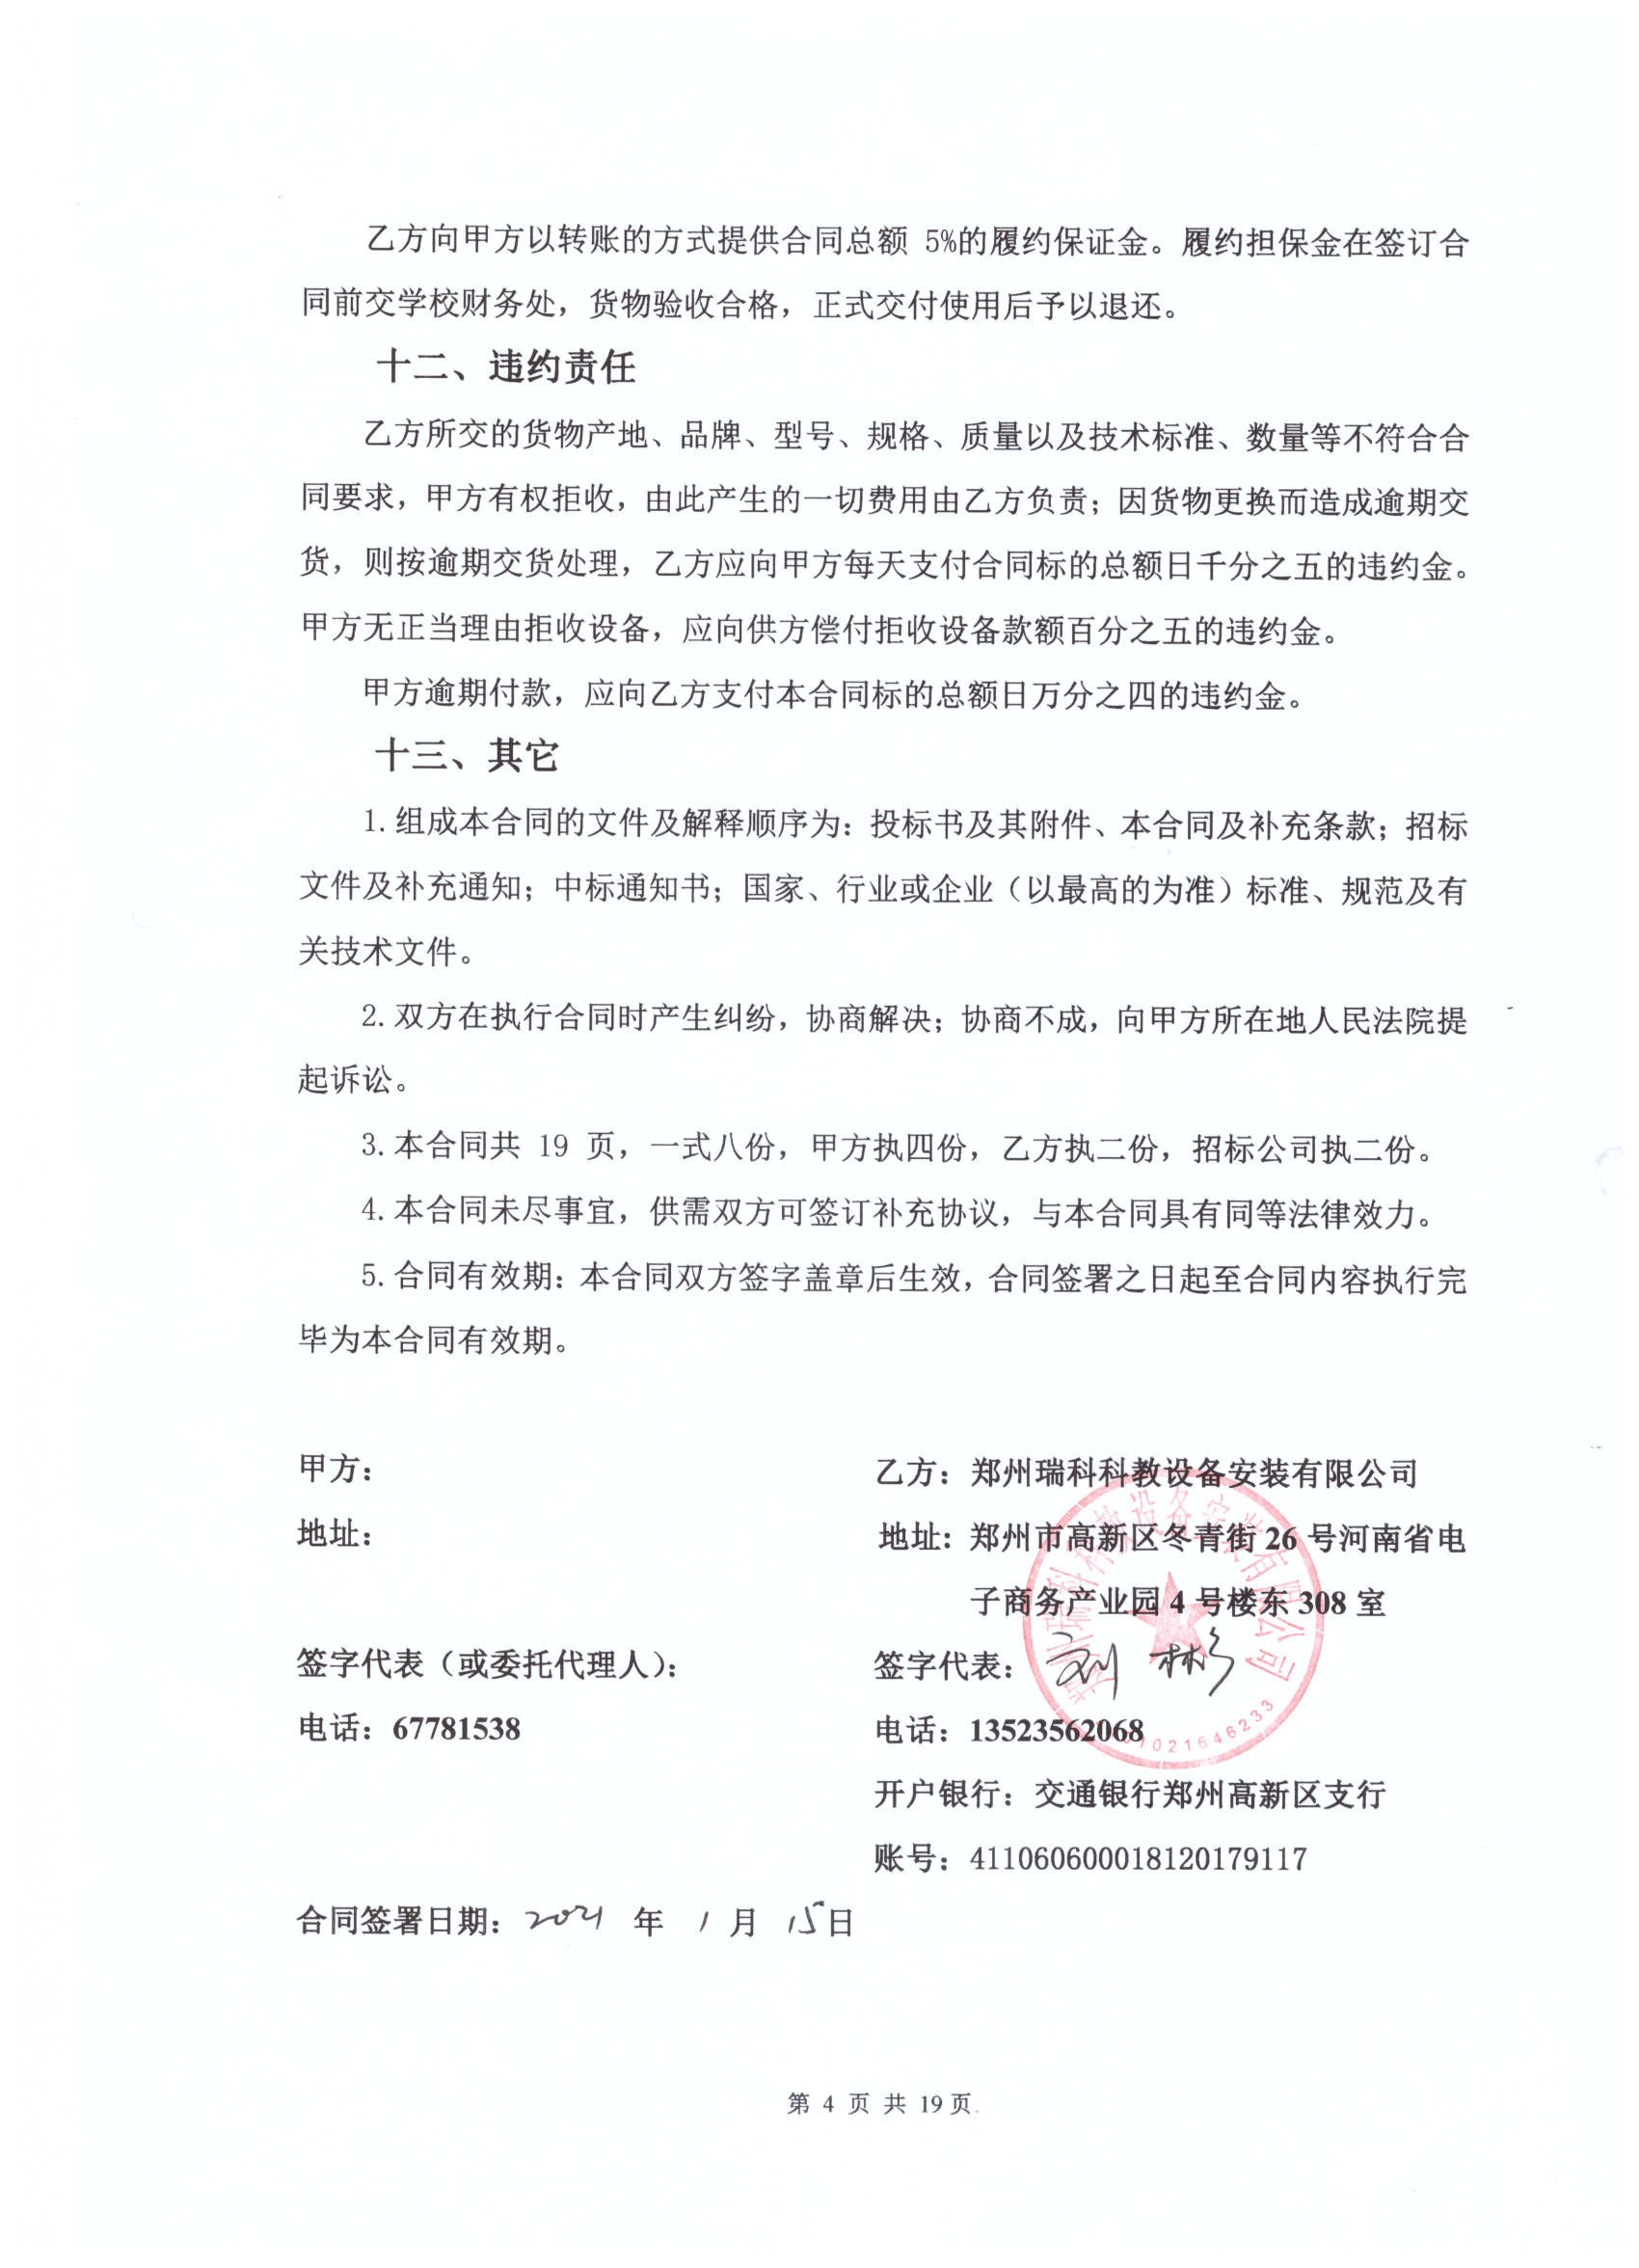 乙方向甲方以转账的方式提供合同总额 5%的履约保证金。履约担保金在签订合
同前交学校财务处，货物验收合格，正式交付使用后予以退还。
十二、违约责任
乙方所交的货物产地、品牌、型号、规格、质量以及技术标准、数量等不符合合
同要求，甲方有权拒收，由此产生的一切费用由乙方负责；因货物更换而造成逾期交
货，则按逾期交货处理，乙方应向甲方每天支付合同标的总额日千分之五的违约金。
甲方无正当理由拒收设备，应向供方偿付拒收设备款额百分之五的违约金。
甲方逾期付款，应向乙方支付本合同标的总额日万分之四的违约金。
十三、其它
1.组成本合同的文件及解释顺序为：投标书及其附件、本合同及补充条款；招标
文件及补充通知；中标通知书；国家、行业或企业（以最高的为准）标准、规范及有
关技术文件。
2.双方在执行合同时产生纠纷，协商解决；协商不成，向甲方所在地人民法院提
起诉讼。
3.本合同共 19 页，一式八份，甲方执四份，乙方执二份，招标公司执二份。
4.本合同未尽事宜，供需双方可签订补充协议，与本合同具有同等法律效力。
5.合同有效期：本合同双方签字盖章后生效，合同签署之日起至合同内容执行完
毕为本合同有效期。
甲方：
地址：
签字代表（或委托代理人）：
电话：67781538
乙方：郑州瑞科科教设备安装有限公司
地址：郑州市高新区冬青街 26 号河南省电
子商务产业园 4 号楼东 308 室
签字代表：刘 彬彬
电话：13523562068
开户银行：交通银行郑州高新区支行
账号：411060600018120179117
郑州瑞科科教设备安装有限公司
合同签署日期：2021 年 1 月 15日
第 4 页 共 19 页